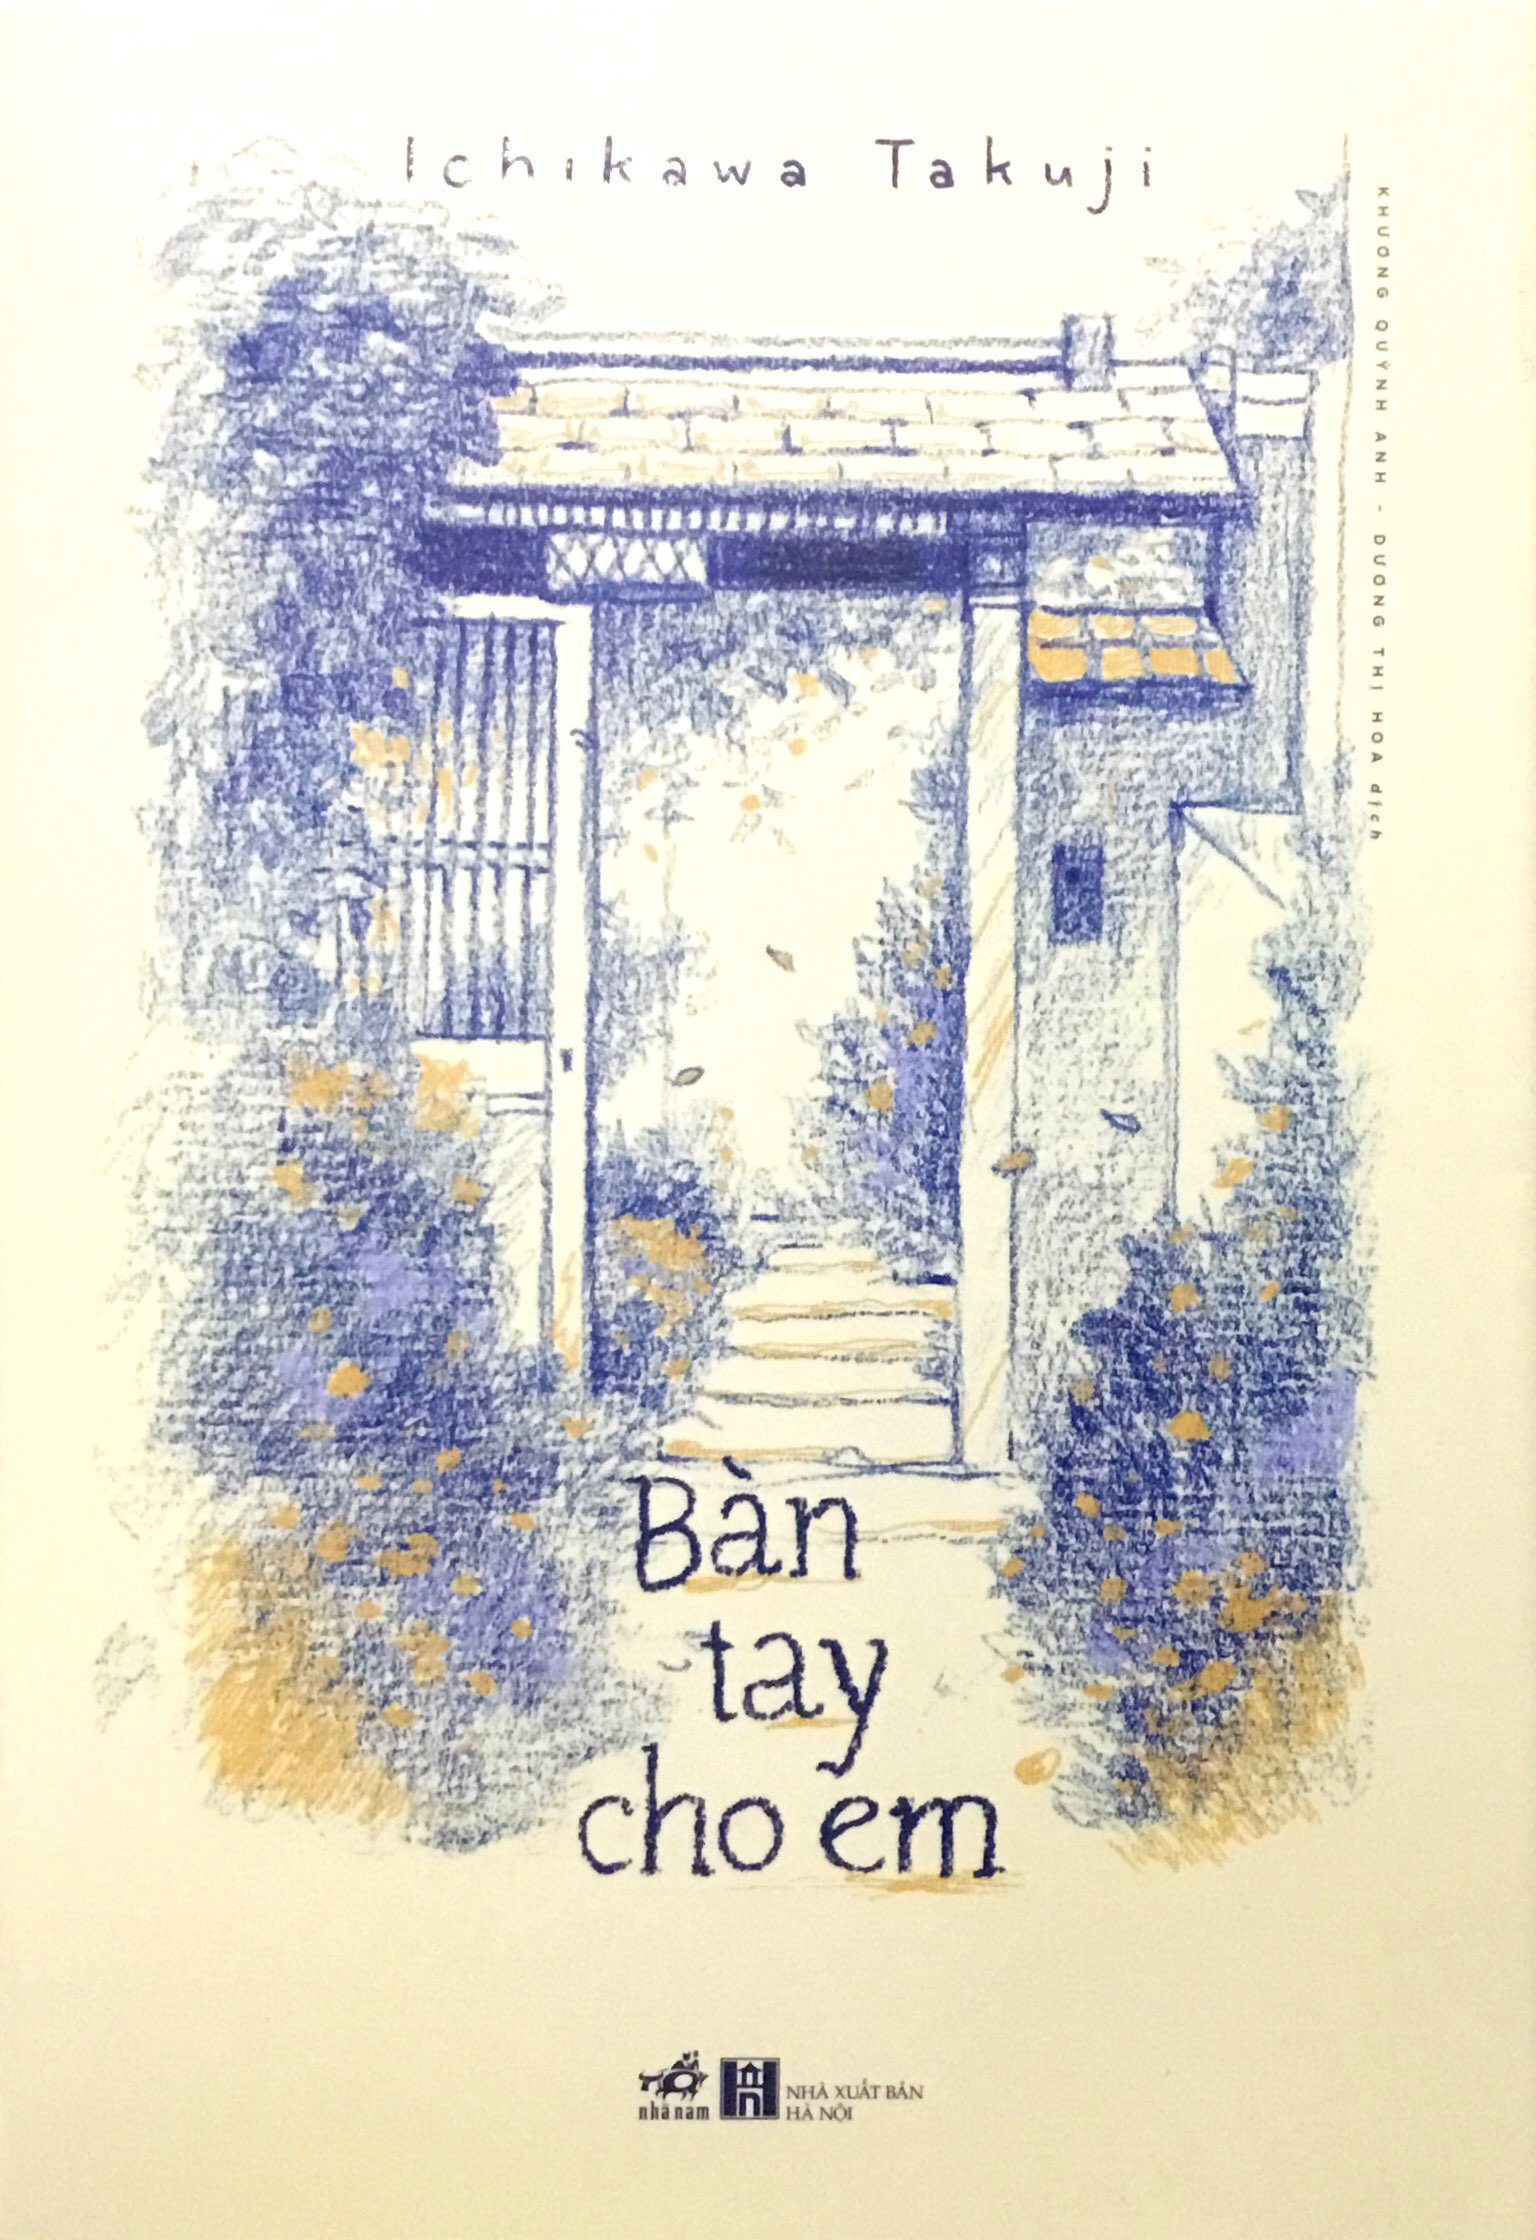 Ichikawa Takuji
KHƯƠNG QUỲNH ANH - DƯƠNG THỊ HOA dịch
Bàn
tay
cho em
nhã nam
NHÀ XUẤT BẢN
HÀ NỘI